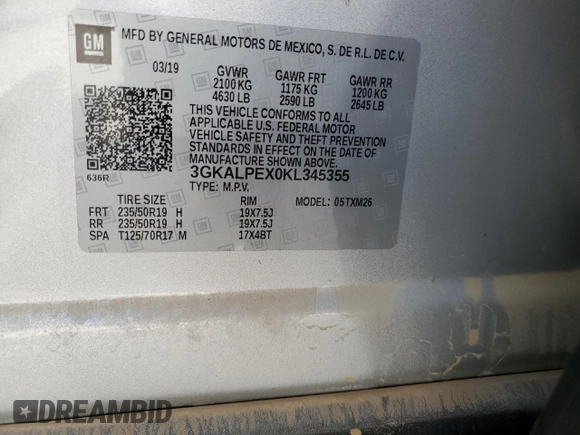 GM
MFD BY GENERAL MOTORS DE MEXICO, S. DE R.L. DE C.V.
03/19 GVWR GAWR FRT GAWR RR
2100 KG 1175 KG 1200 KG
4630 LB 2590 LB 2645 LB
THIS VEHICLE CONFORMS TO ALL
APPLICABLE U.S. FEDERAL MOTOR
VEHICLE SAFETY AND THEFT PREVENTION
STANDARDS IN EFFECT ON THE DATE OF
MANUFACTURE SHOWN ABOVE.
636R 3GKALPEX0KL345355
TYPE: M.P.V.
TIRE SIZE RIM MODEL: 05TXM26
FRT 235/50R19 H 19X7.5J
RR 235/50R19 H 19X7.5J
SPA T125/70R17 M 17X4BT
DREAMBID